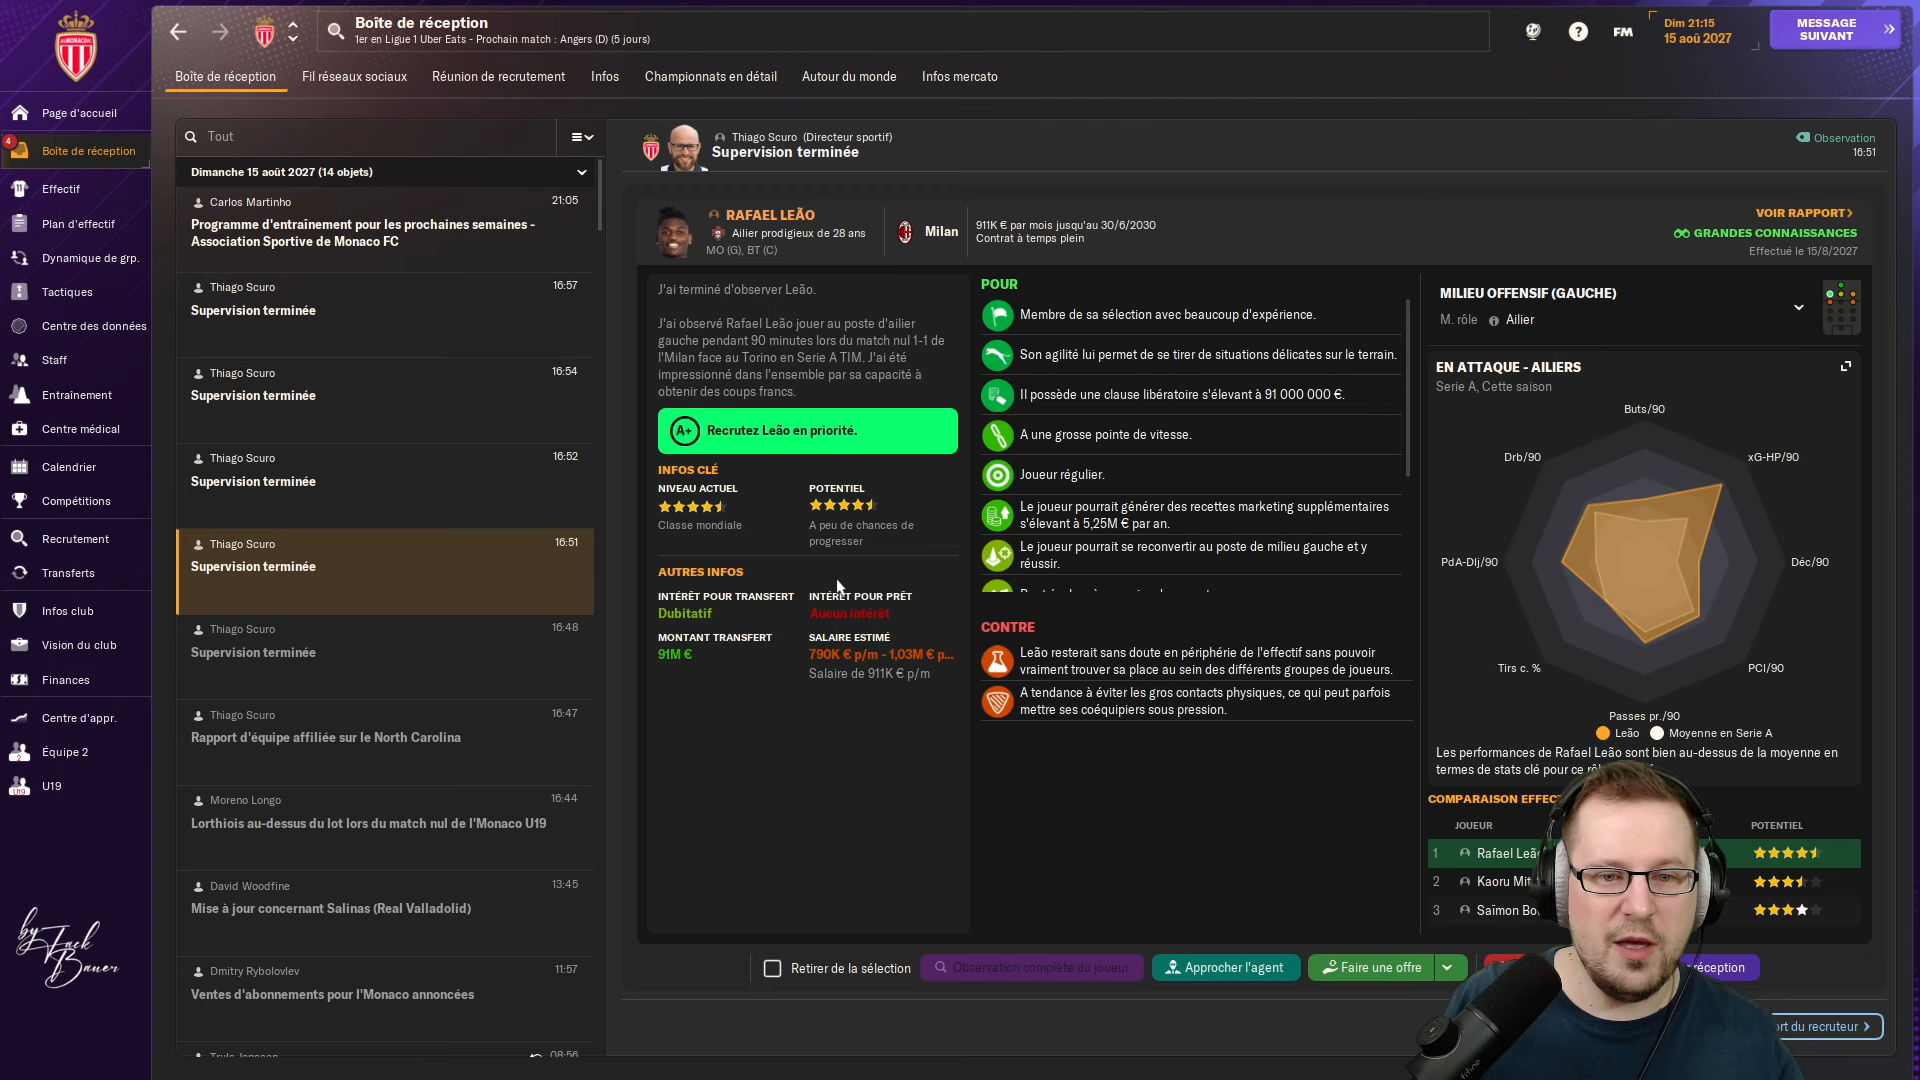 AS MONACO FC
Boîte de réception
1er en Ligue 1 Uber Eats - Prochain match : Angers (D) (5 jours)
FM
Dim 21:15
15 aoû 2027
MESSAGE
SUIVANT
Boîte de réception
Fil réseaux sociaux
Réunion de recrutement
Infos
Championnats en détail
Autour du monde
Infos mercato
Page d'accueil
4
Boîte de réception
Effectif
Plan d'effectif
Dynamique de grp.
Tactiques
Centre des données
Staff
Entraînement
Centre médical
Calendrier
Compétitions
Recrutement
Transferts
Infos club
Vision du club
Finances
Centre d'appr.
Équipe 2
U19
by Jack Bauer
Tout
Dimanche 15 août 2027 (14 objets)
Carlos Martinho
21:05
Programme d'entraînement pour les prochaines semaines -
Association Sportive de Monaco FC
Thiago Scuro
16:57
Supervision terminée
Thiago Scuro
16:54
Supervision terminée
Thiago Scuro
16:52
Supervision terminée
Thiago Scuro
16:51
Supervision terminée
Thiago Scuro
16:48
Supervision terminée
Thiago Scuro
16:47
Rapport d'équipe affiliée sur le North Carolina
Moreno Longo
16:44
Lorthiois au-dessus du lot lors du match nul de l'Monaco U19
David Woodfine
13:45
Mise à jour concernant Salinas (Real Valladolid)
Dmitry Rybolovlev
11:57
Ventes d'abonnements pour l'Monaco annoncées
08:56
Thiago Scuro (Directeur sportif)
Supervision terminée
Observation
16:51
RAFAEL LEÃO
Ailier prodigieux de 28 ans
MO (G), BT (C)
Milan
911K € par mois jusqu'au 30/6/2030
Contrat à temps plein
VOIR RAPPORT
GRANDES CONNAISSANCES
Effectué le 15/8/2027
J'ai terminé d'observer Leão.
J'ai observé Rafael Leão jouer au poste d'ailier
gauche pendant 90 minutes lors du match nul 1-1 de
l'Milan face au Torino en Serie A TIM. J'ai été
impressionné dans l'ensemble par sa capacité à
obtenir des coups francs.
A+ Recrutez Leão en priorité.
INFOS CLÉ
NIVEAU ACTUEL
POTENTIEL
Classe mondiale
A peu de chances de
progresser
AUTRES INFOS
INTÉRÊT POUR TRANSFERT
INTÉRÊT POUR PRÊT
Dubitatif
Aucun intérêt
MONTANT TRANSFERT
SALAIRE ESTIMÉ
91M €
790K € p/m - 1,03M € p...
Salaire de 911K € p/m
POUR
Membre de sa sélection avec beaucoup d'expérience.
Son agilité lui permet de se tirer de situations délicates sur le terrain.
Il possède une clause libératoire s'élevant à 91 000 000 €.
A une grosse pointe de vitesse.
Joueur régulier.
Le joueur pourrait générer des recettes marketing supplémentaires
s'élevant à 5,25M € par an.
Le joueur pourrait se reconvertir au poste de milieu gauche et y
réussir.
CONTRE
Leão resterait sans doute en périphérie de l'effectif sans pouvoir
vraiment trouver sa place au sein des différents groupes de joueurs.
A tendance à éviter les gros contacts physiques, ce qui peut parfois
mettre ses coéquipiers sous pression.
MILIEU OFFENSIF (GAUCHE)
M. rôle
Ailier
EN ATTAQUE - AILIERS
Serie A, Cette saison
Buts/90
Drb/90
xG-HP/90
PdA-DIj/90
Déc/90
Tirs c. %
PCI/90
Passes pr./90
Leão
Moyenne en Serie A
Les performances de Rafael Leão sont bien au-dessus de la moyenne en
termes de stats clé pour ce
COMPARAISON
JOUEUR
POTENTIEL
1 Rafael
2 Kaoru
3 Saïmon
Retirer de la sélection
Observation complète du joueur
Approcher l'agent
Faire une offre
réception
du recruteur